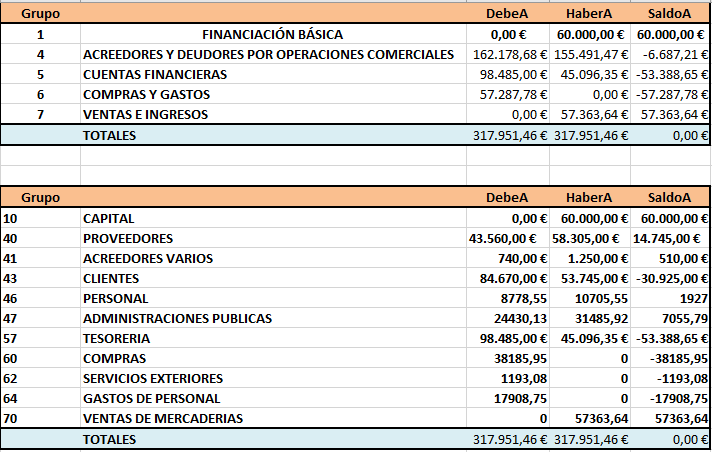 Grupo DebeA HaberA SaldoA
1 FINANCIACIÓN BÁSICA 0,00 € 60.000,00 € 60.000,00 €
4 ACREEDORES Y DEUDORES POR OPERACIONES COMERCIALES 162.178,68 € 155.491,47 € -6.687,21 €
5 CUENTAS FINANCIERAS 98.485,00 € 45.096,35 € -53.388,65 €
6 COMPRAS Y GASTOS 57.287,78 € 0,00 € -57.287,78 €
7 VENTAS E INGRESOS 0,00 € 57.363,64 € 57.363,64 €
TOTALES 317.951,46 € 317.951,46 € 0,00 €
Grupo DebeA HaberA SaldoA
10 CAPITAL 0,00 € 60.000,00 € 60.000,00 €
40 PROVEEDORES 43.560,00 € 58.305,00 € 14.745,00 €
41 ACREEDORES VARIOS 740,00 € 1.250,00 € 510,00 €
43 CLIENTES 84.670,00 € 53.745,00 € -30.925,00 €
46 PERSONAL 8778,55 10705,55 1927
47 ADMINISTRACIONES PUBLICAS 24430,13 31485,92 7055,79
57 TESORERIA 98.485,00 € 45.096,35 € -53.388,65 €
60 COMPRAS 38185,95 0 -38185,95
62 SERVICIOS EXTERIORES 1193,08 0 -1193,08
64 GASTOS DE PERSONAL 17908,75 0 -17908,75
70 VENTAS DE MERCADERIAS 0 57363,64 57363,64
TOTALES 317.951,46 € 317.951,46 € 0,00 €